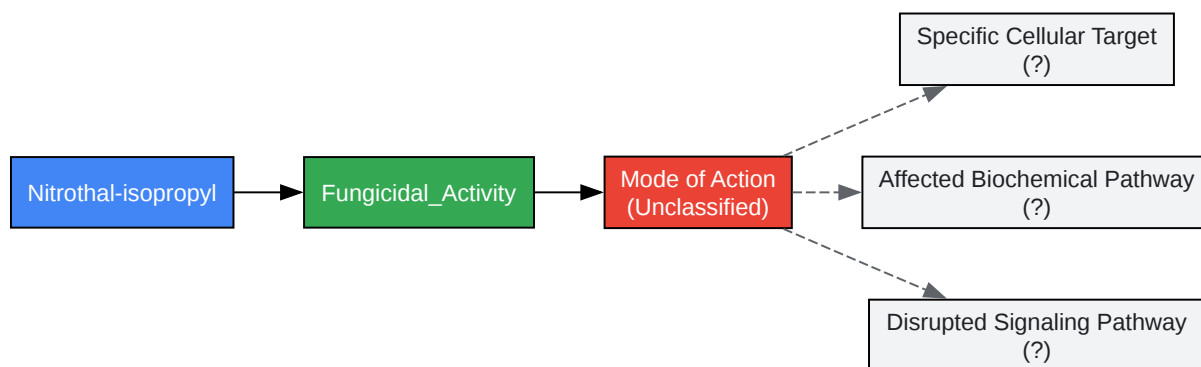 Nitrothal-isopropyl
Fungicidal_Activity
Mode of Action
(Unclassified)
Specific Cellular Target
(?)
Affected Biochemical Pathway
(?)
Disrupted Signaling Pathway
(?)